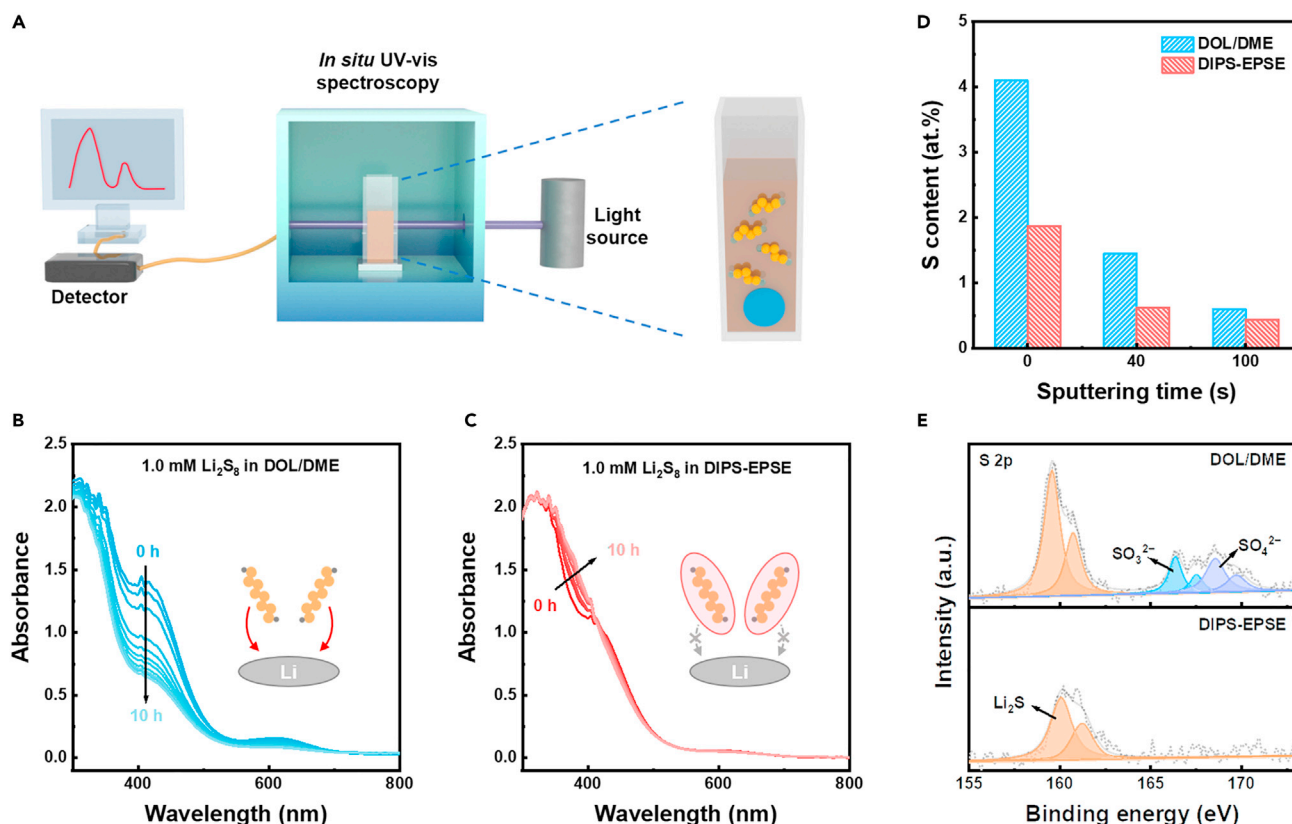 A
In situ UV-vis
spectroscopy
Detector
Light
source
D
S content (at.%)
5
4
3
2
1
0
DOL/DME
DIPS-EPSE
0 40 100
Sputtering time (s)
B
Absorbance
2.5
2.0
1.5
1.0
0.5
0.0
1.0 mM Li₂S₈ in DOL/DME
0 h
10 h
Li
400 500 600 700 800
Wavelength (nm)
C
Absorbance
2.5
2.0
1.5
1.0
0.5
0.0
1.0 mM Li₂S₈ in DIPS-EPSE
10 h
0 h
Li
400 500 600 700 800
Wavelength (nm)
E
Intensity (a.u.)
S 2p
DOL/DME
SO₃²⁻
SO₄²⁻
DIPS-EPSE
Li₂S
155 160 165 170
Binding energy (eV)